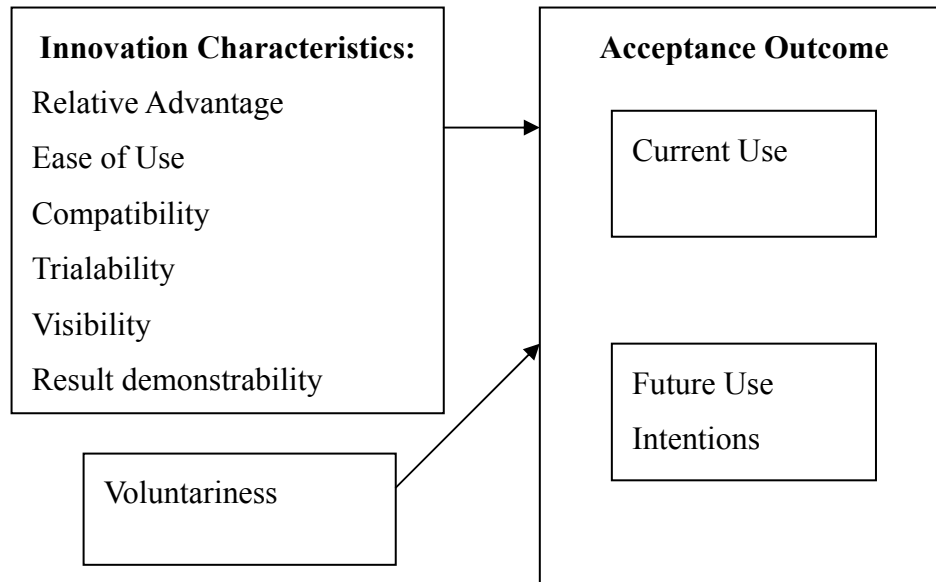 Innovation Characteristics:
Relative Advantage
Ease of Use
Compatibility
Trialability
Visibility
Result demonstrability
Voluntariness
Acceptance Outcome
Current Use
Future Use
Intentions